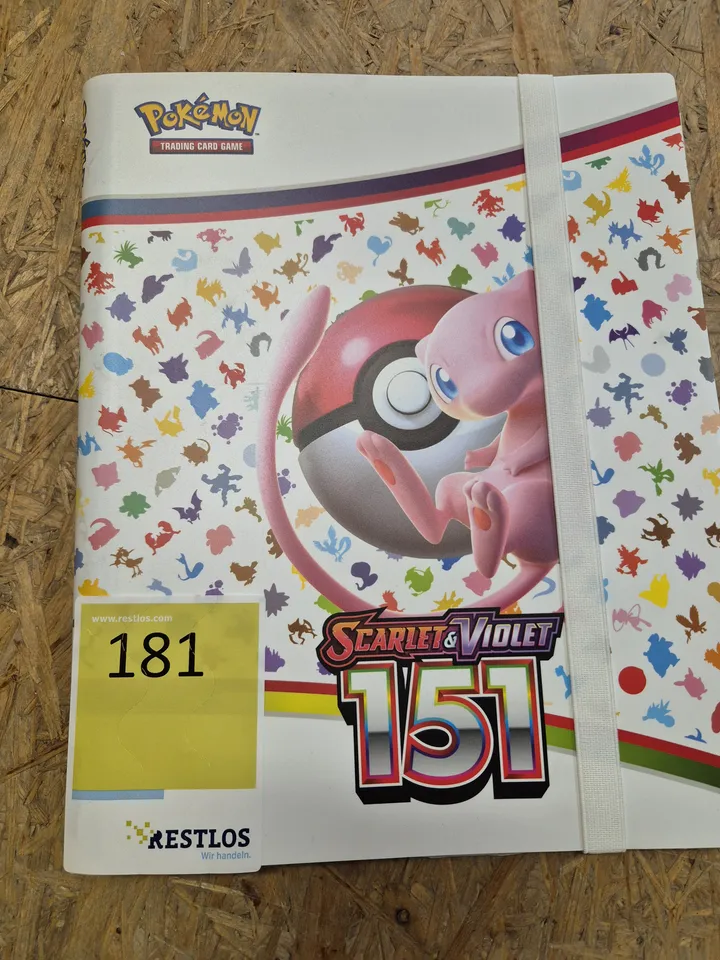 POKéMON
TRADING CARD GAME
www.restlos.com
181
SCARLET & VIOLET
151
RESTLOS
Wir handeln.